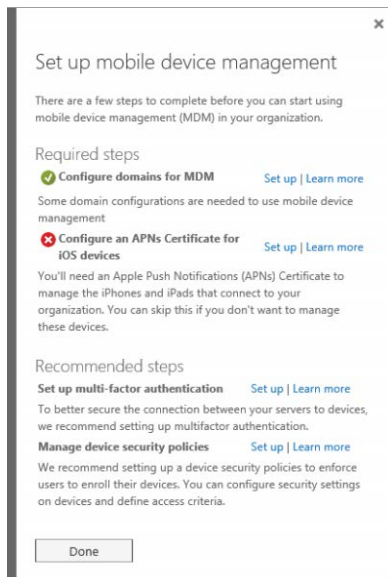 Set up mobile device management
There are a few steps to complete before you can start using
mobile device management (MDM) in your organization.
Required steps
Configure domains for MDM Set up | Learn more
Some domain configurations are needed to use mobile device
management
Configure an APNs Certificate for
iOS devices Set up | Learn more
You'll need an Apple Push Notifications (APNs) Certificate to
manage the iPhones and iPads that connect to your
organization. You can skip this if you don't want to manage
these devices.
Recommended steps
Set up multi-factor authentication Set up | Learn more
To better secure the connection between your servers to devices,
we recommend setting up multifactor authentication.
Manage device security policies Set up | Learn more
We recommend setting up a device security policies to enforce
users to enroll their devices. You can configure security settings
on devices and define access criteria.
Done